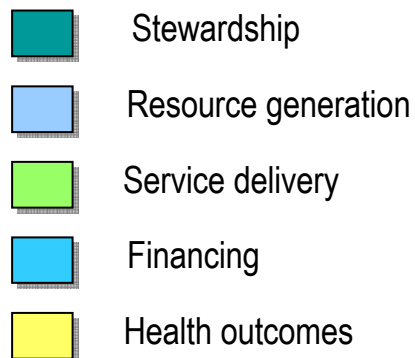 Stewardship
Resource generation
Service delivery
Financing
Health outcomes